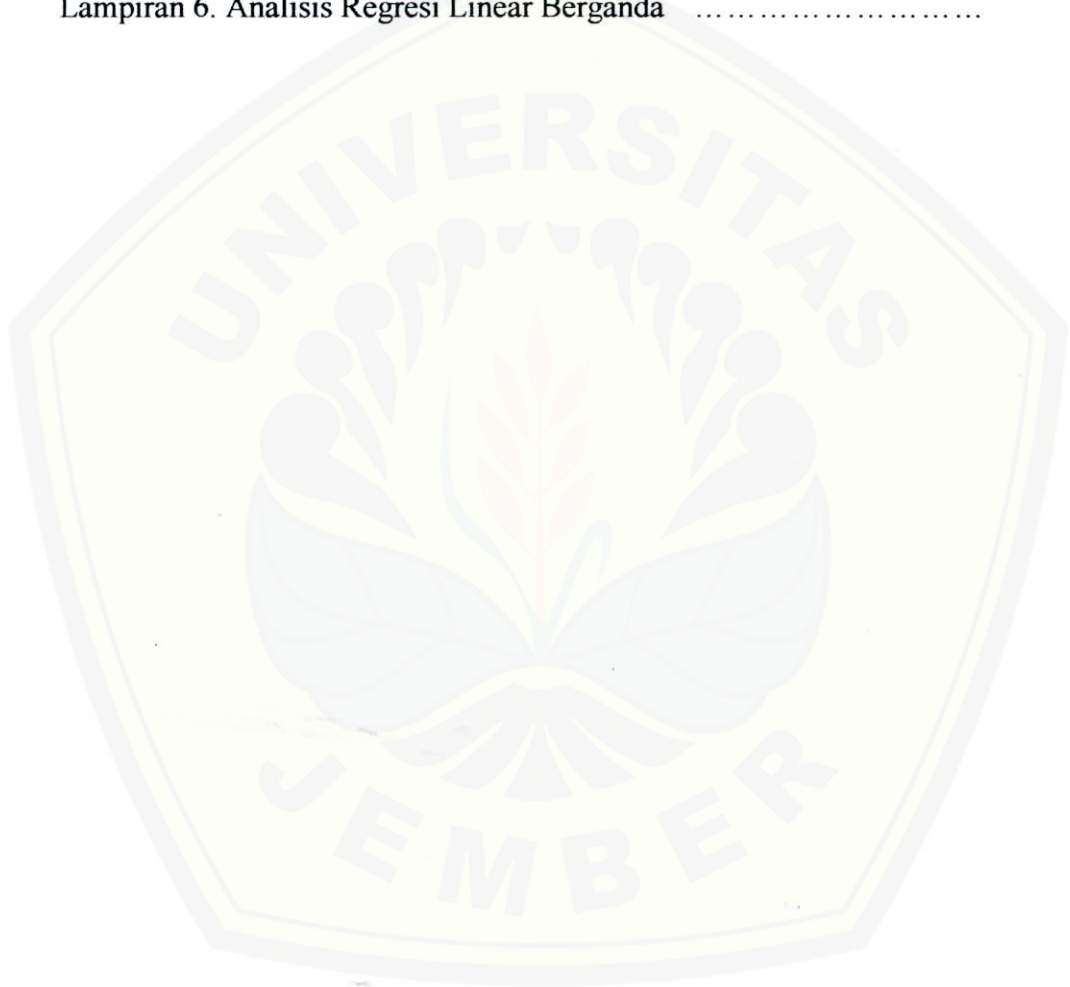 Lampiran 6. Analisis Regresi Linear Berganda ............................
UNIVERSITAS
JEMBER